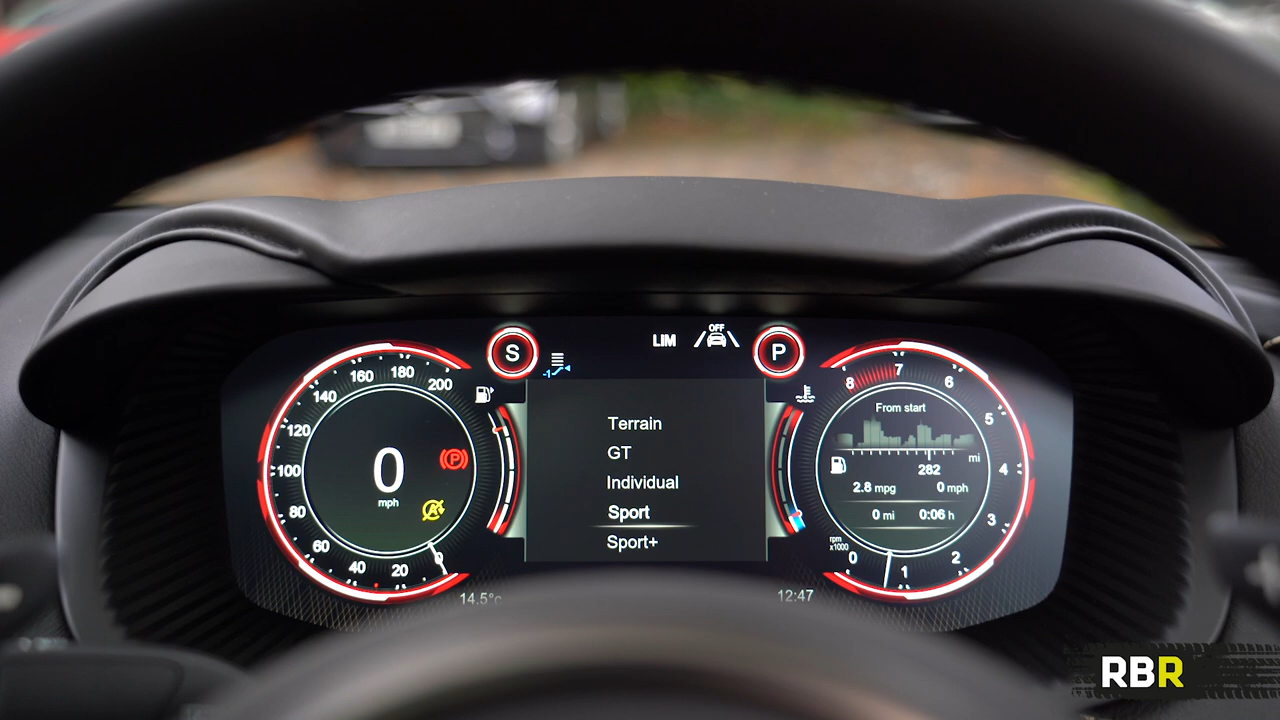 S
LIM
OFF
P
200
180
160
140
120
100
80
60
40
20
0
0
mph
P
A
-1
Terrain
GT
Individual
Sport
Sport+
8
7
6
5
4
3
2
1
0
rpm
x1000
From start
mi
282
2.8 mpg 0 mph
0 mi 0:06 h
14.5°c
12:47
RBR